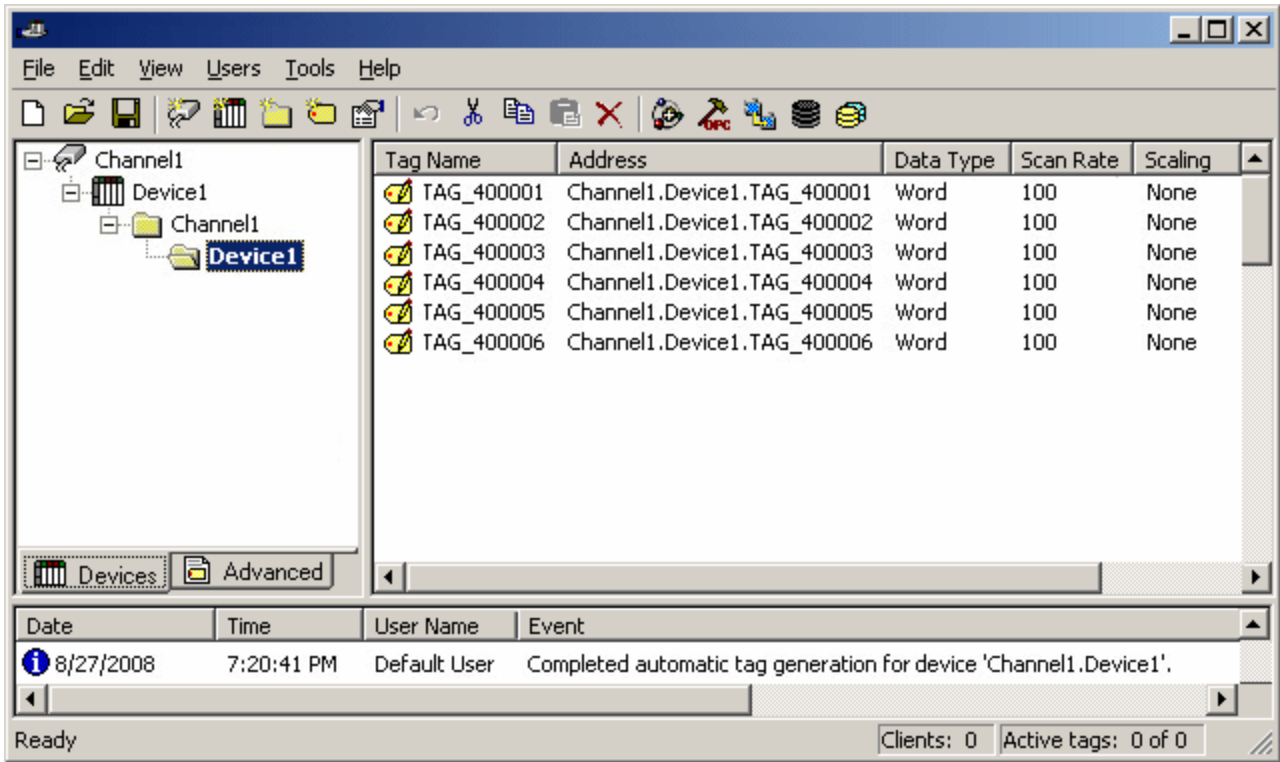 File Edit View Users Tools Help
OPC
Channel1
Device1
Channel1
Device1
Devices Advanced
Tag Name Address Data Type Scan Rate Scaling
TAG_400001 Channel1.Device1.TAG_400001 Word 100 None
TAG_400002 Channel1.Device1.TAG_400002 Word 100 None
TAG_400003 Channel1.Device1.TAG_400003 Word 100 None
TAG_400004 Channel1.Device1.TAG_400004 Word 100 None
TAG_400005 Channel1.Device1.TAG_400005 Word 100 None
TAG_400006 Channel1.Device1.TAG_400006 Word 100 None
Date Time User Name Event
8/27/2008 7:20:41 PM Default User Completed automatic tag generation for device 'Channel1.Device1'.
Ready Clients: 0 Active tags: 0 of 0